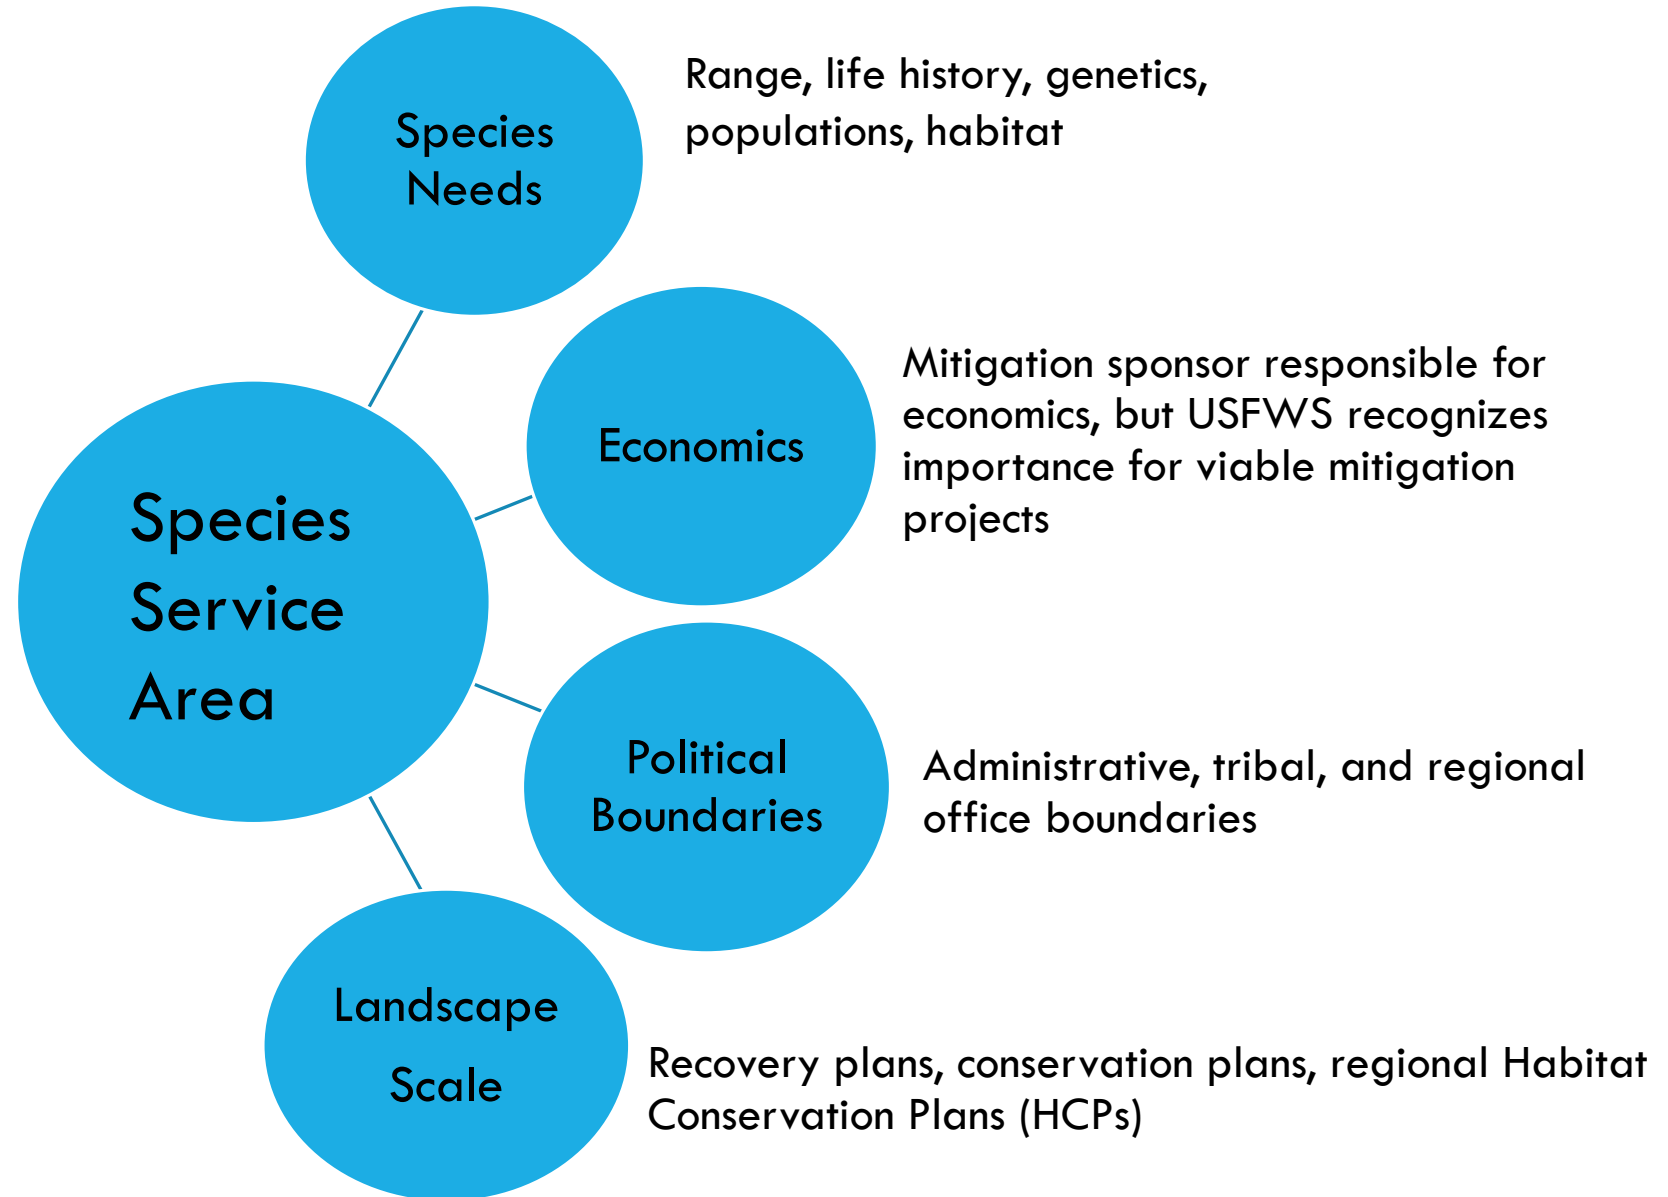 Species
Needs
Range, life history, genetics,
populations, habitat
Economics
Mitigation sponsor responsible for
economics, but USFWS recognizes
importance for viable mitigation
projects
Species
Service
Area
Political
Boundaries
Administrative, tribal, and regional
office boundaries
Landscape
Scale
Recovery plans, conservation plans, regional Habitat
Conservation Plans (HCPs)